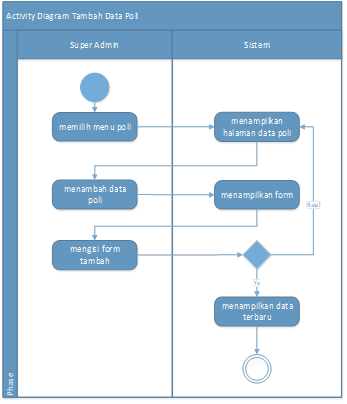 Activity Diagram Tambah Data Poli
Super Admin
Sistem
memilih menu poli
menampilkan
halaman data poli
menambah data
poli
menampilkan form
Batal
mengisi form
tambah
Ya
menampilkan data
terbaru
Phase